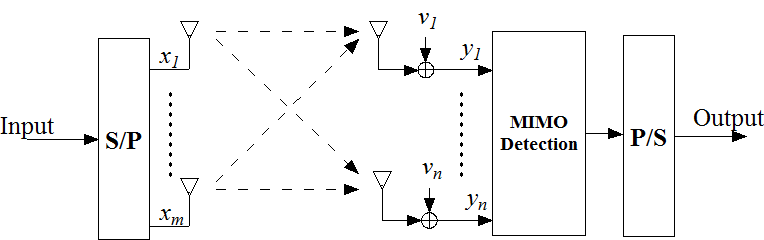 Input
S/P
x1
xm
v1
y1
vn
yn
MIMO
Detection
P/S
Output